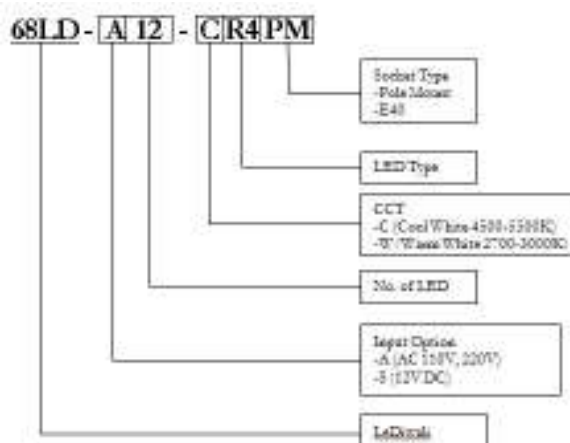 68LD - A 12 - C R4 PM
Socket Type
-Pole Mount
-E40
LED Type
CCT
-C (Cool White 4500-5500K)
-W (Warm White 2700-3000K)
No. of LED
Input Option
-A (AC 110V, 220V)
(12V DC)